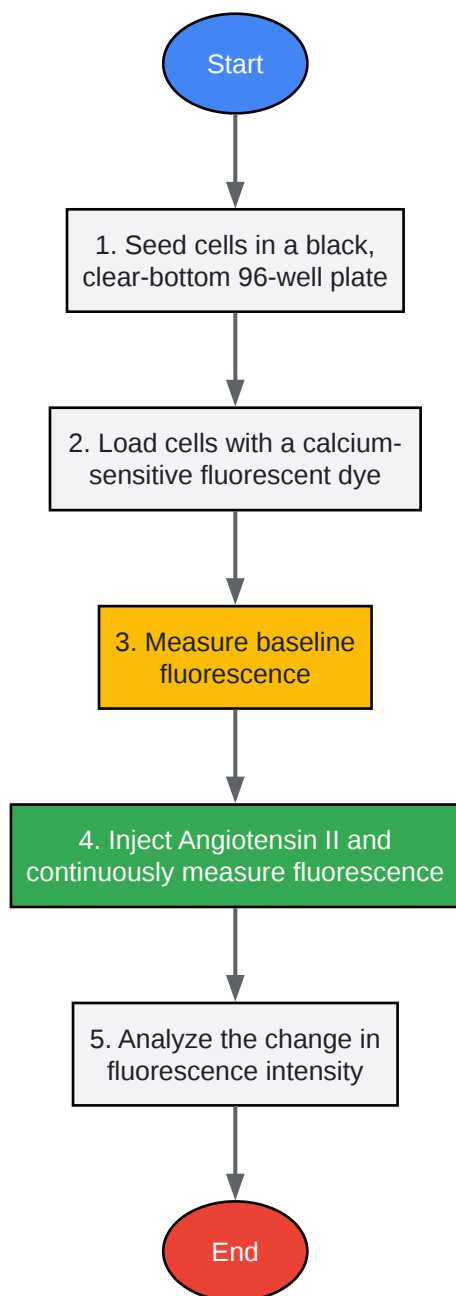 Start
1. Seed cells in a black,
clear-bottom 96-well plate
2. Load cells with a calcium-
sensitive fluorescent dye
3. Measure baseline
fluorescence
4. Inject Angiotensin II and
continuously measure fluorescence
5. Analyze the change in
fluorescence intensity
End